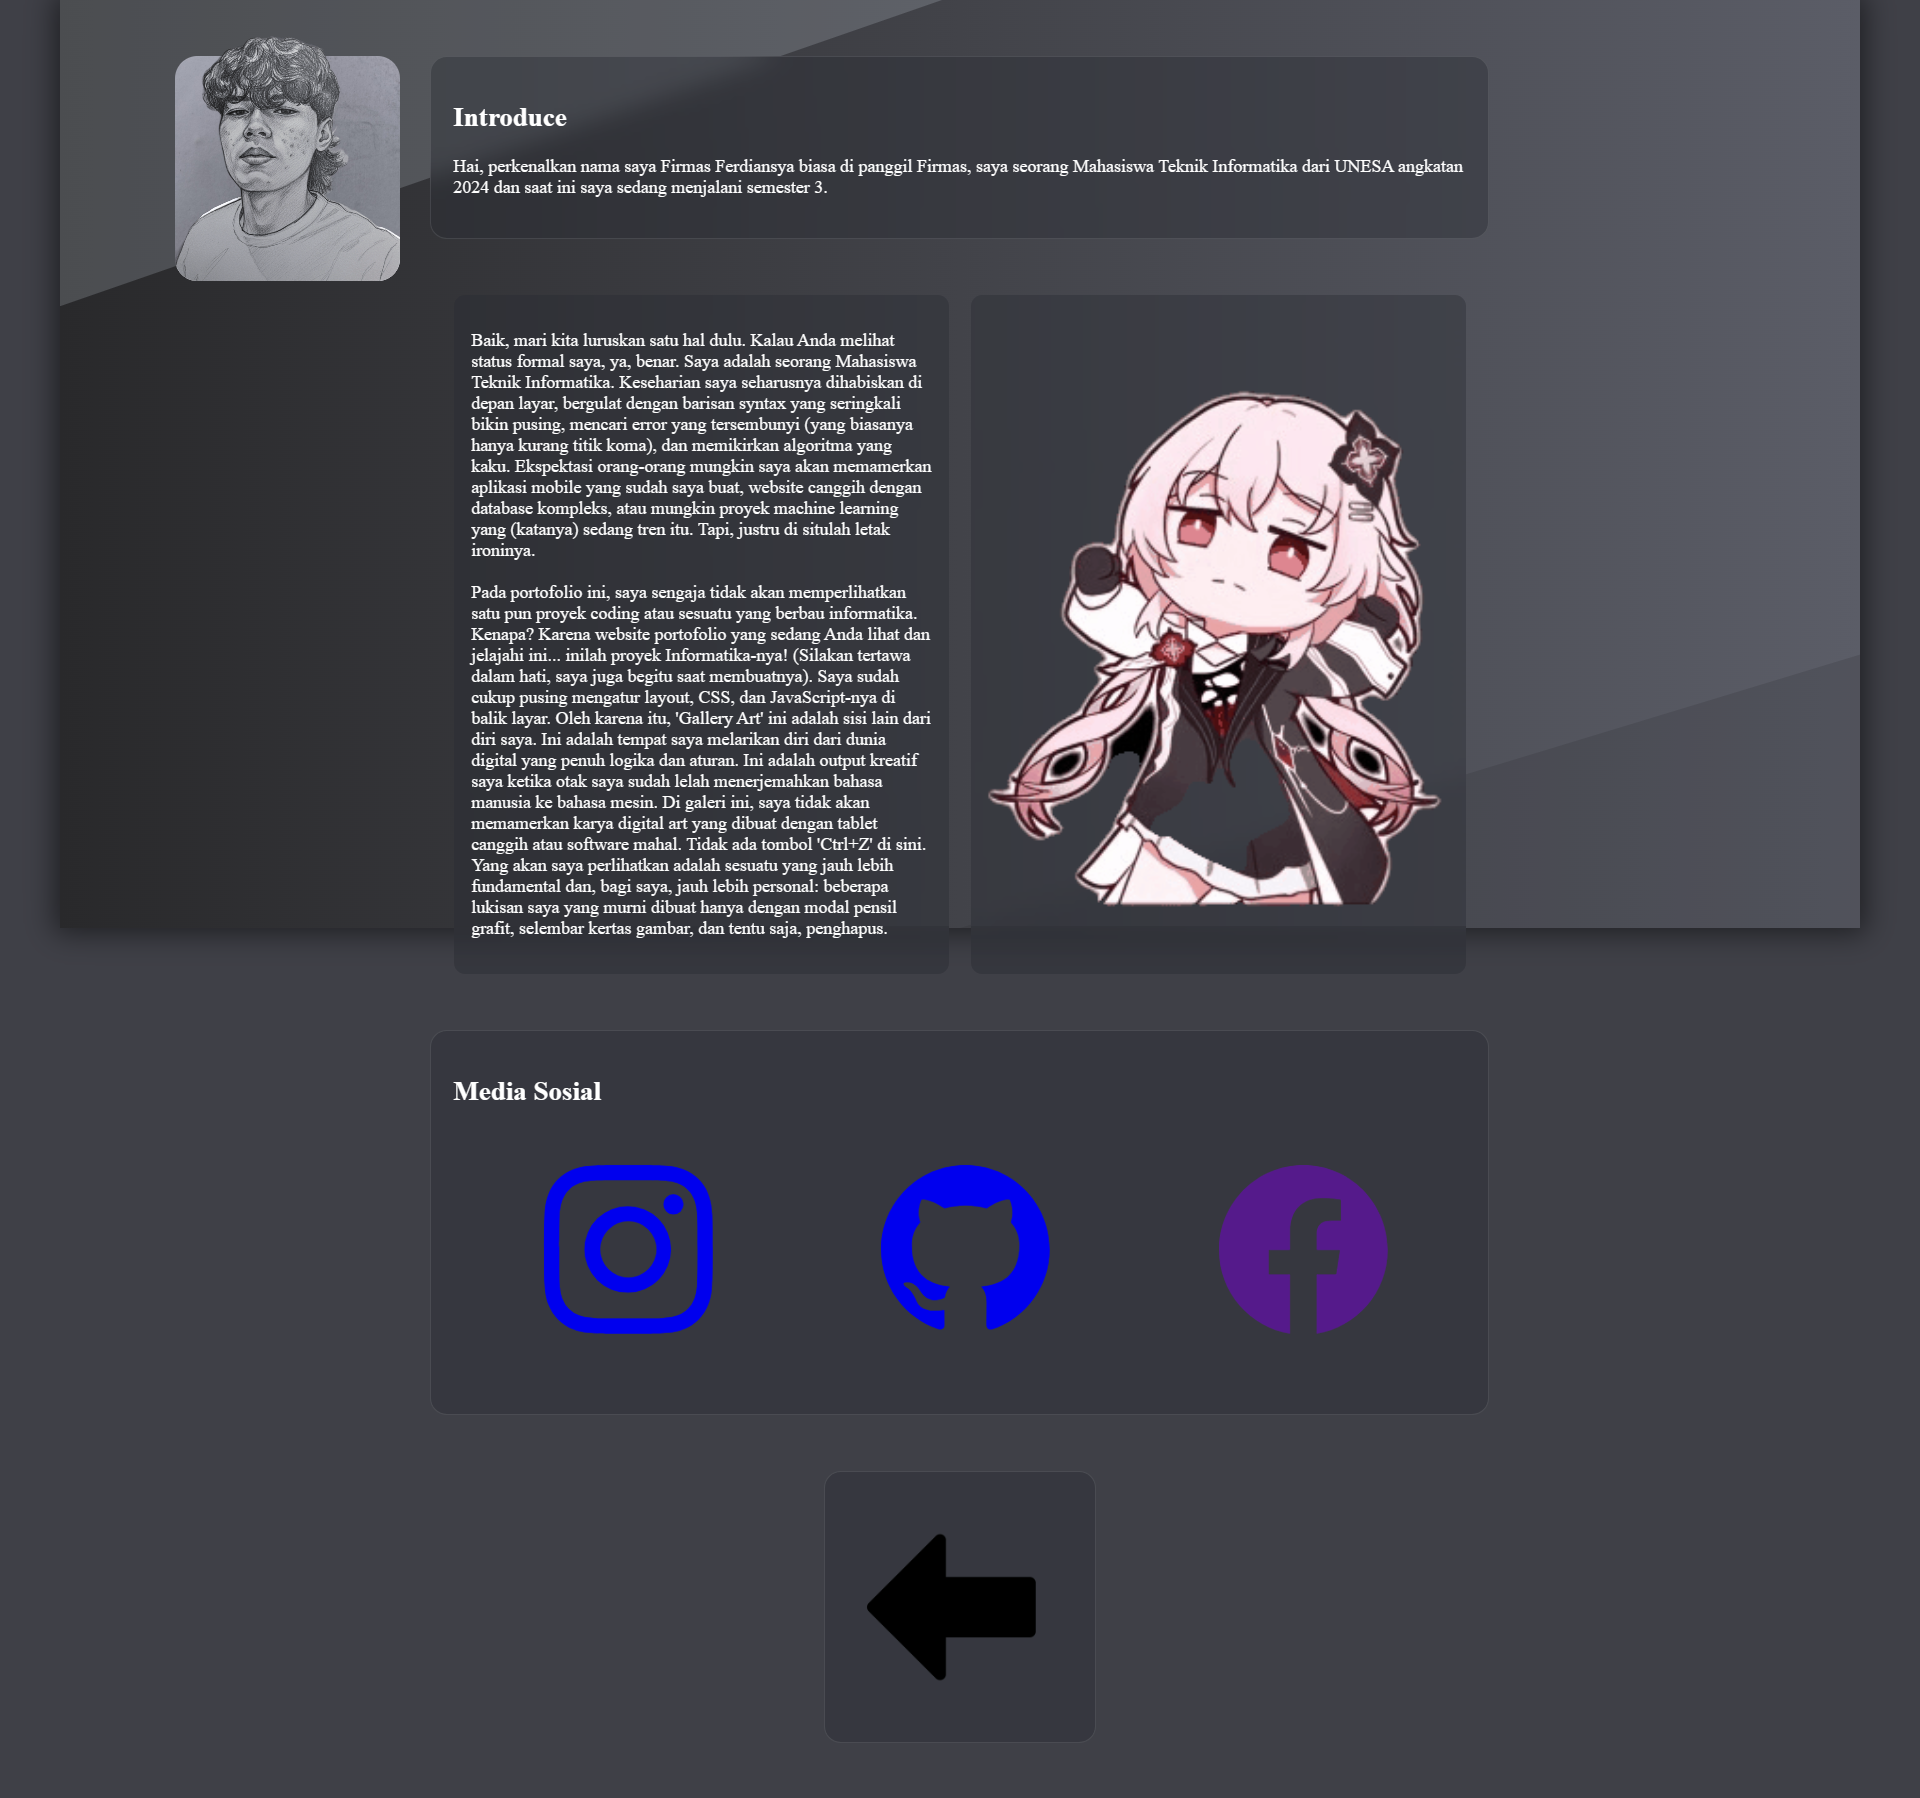 Introduce
Hai, perkenalkan nama saya Firmas Ferdiansya biasa di panggil Firmas, saya seorang Mahasiswa Teknik Informatika dari UNESA angkatan
2024 dan saat ini saya sedang menjalani semester 3.
Baik, mari kita luruskan satu hal dulu. Kalau Anda melihat
status formal saya, ya, benar. Saya adalah seorang Mahasiswa
Teknik Informatika. Keseharian saya seharusnya dihabiskan di
depan layar, bergulat dengan barisan syntax yang seringkali
bikin pusing, mencari error yang tersembunyi (yang biasanya
hanya kurang titik koma), dan memikirkan algoritma yang
kaku. Ekspektasi orang-orang mungkin saya akan memamerkan
aplikasi mobile yang sudah saya buat, website canggih dengan
database kompleks, atau mungkin proyek machine learning
yang (katanya) sedang tren itu. Tapi, justru di situlah letak
ironinya.
Pada portofolio ini, saya sengaja tidak akan memperlihatkan
satu pun proyek coding atau sesuatu yang berbau informatika.
Kenapa? Karena website portofolio yang sedang Anda lihat dan
jelajahi ini... inilah proyek Informatika-nya! (Silakan tertawa
dalam hati, saya juga begitu saat membuatnya). Saya sudah
cukup pusing mengatur layout, CSS, dan JavaScript-nya di
balik layar. Oleh karena itu, 'Gallery Art' ini adalah sisi lain dari
diri saya. Ini adalah tempat saya melarikan diri dari dunia
digital yang penuh logika dan aturan. Ini adalah output kreatif
saya ketika otak saya sudah lelah menerjemahkan bahasa
manusia ke bahasa mesin. Di galeri ini, saya tidak akan
memamerkan karya digital art yang dibuat dengan tablet
canggih atau software mahal. Tidak ada tombol 'Ctrl+Z' di sini.
Yang akan saya perlihatkan adalah sesuatu yang jauh lebih
fundamental dan, bagi saya, jauh lebih personal: beberapa
lukisan saya yang murni dibuat hanya dengan modal pensil
grafit, selembar kertas gambar, dan tentu saja, penghapus.
Media Sosial